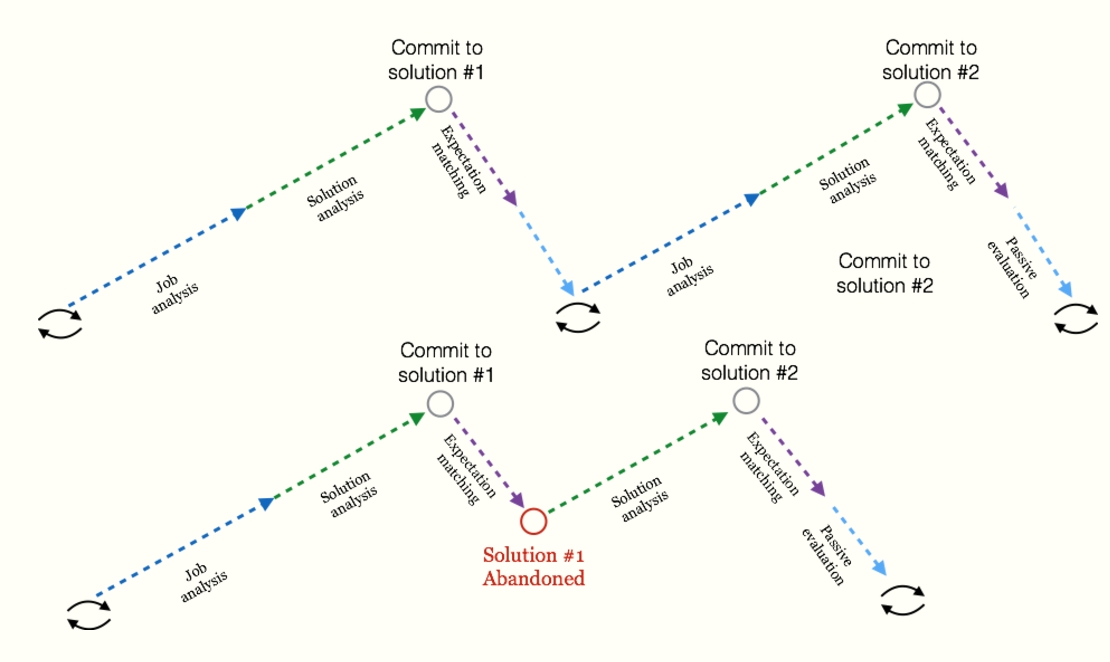 Commit to
solution #1
Commit to
solution #2
Expectation
matching
Expectation
matching
Solution
analysis
Solution
analysis
Job
analysis
Job
analysis
Commit to
solution #2
Passive
evaluation
Commit to
solution #1
Commit to
solution #2
Expectation
matching
Expectation
matching
Solution
analysis
Solution
analysis
Solution #1
Abandoned
Passive
evaluation
Job
analysis